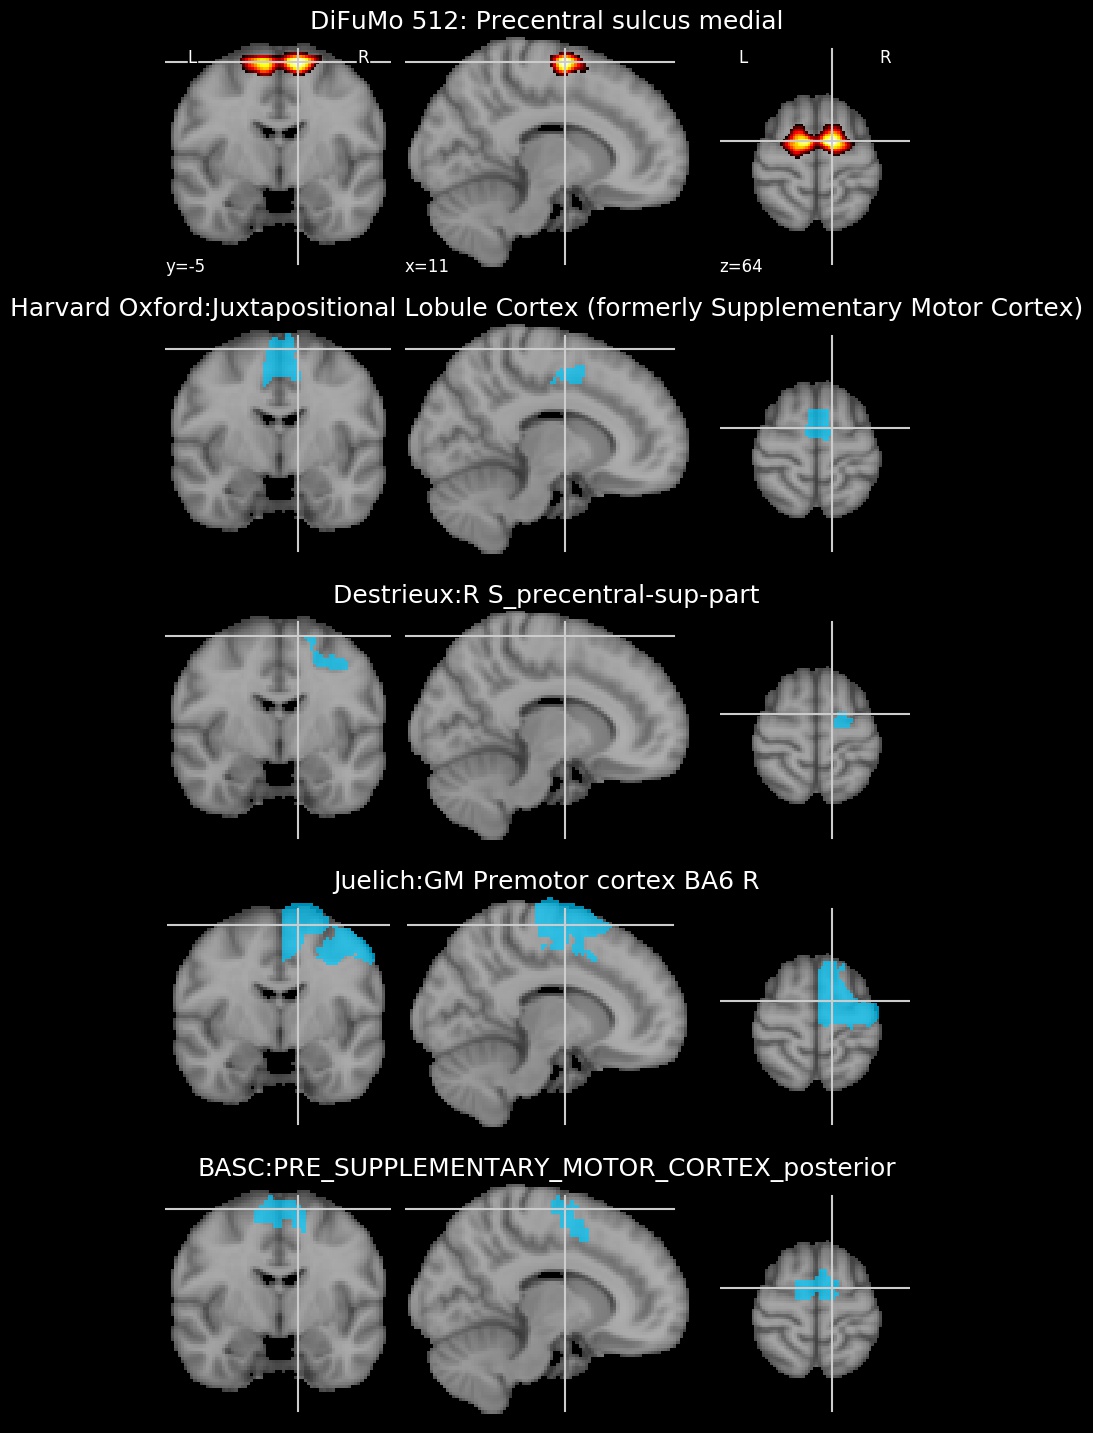 DiFuMo 512: Precentral sulcus medial
L R L R
y=-5 x=11 z=64
Harvard Oxford:Juxtapositional Lobule Cortex (formerly Supplementary Motor Cortex)
Destrieux:R S_precentral-sup-part
Juelich:GM Premotor cortex BA6 R
BASC:PRE_SUPPLEMENTARY_MOTOR_CORTEX_posterior